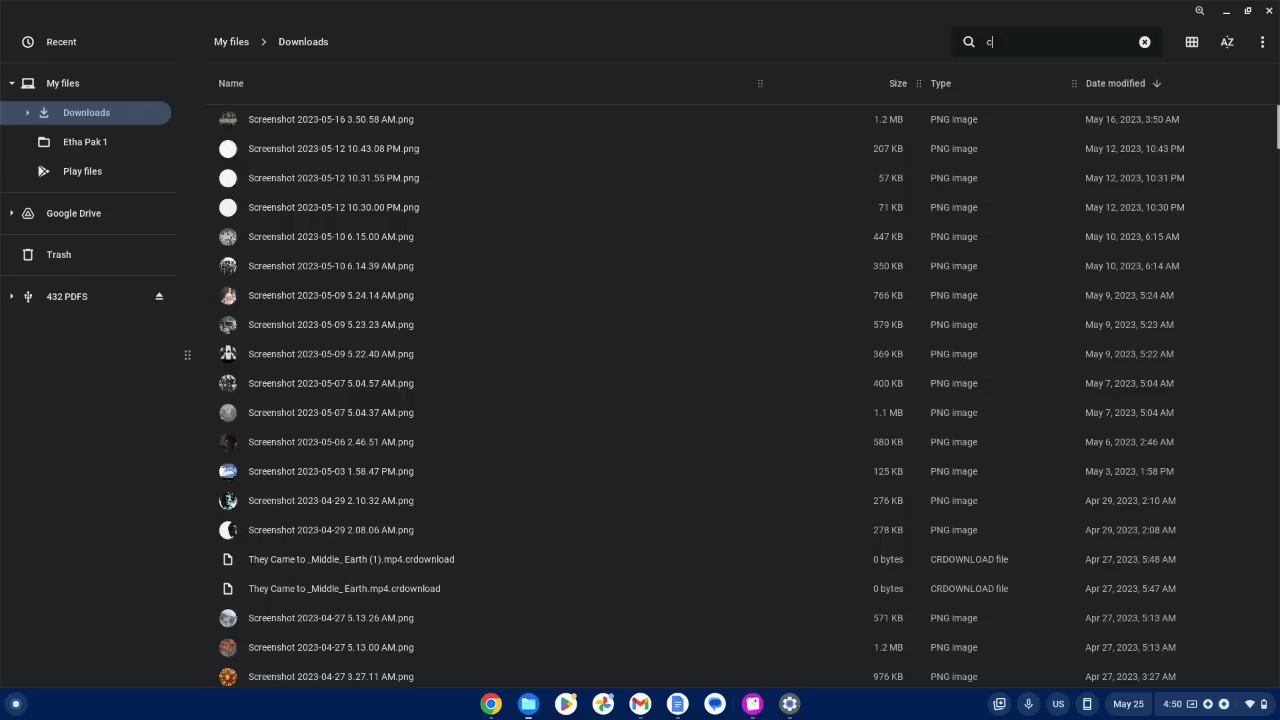 Recent
My files > Downloads
c
AZ
My files
Downloads
Etha Pak 1
Play files
Google Drive
Trash
432 PDFS
Name Size Type Date modified
Screenshot 2023-05-16 3.50.58 AM.png 1.2 MB PNG image May 16, 2023, 3:50 AM
Screenshot 2023-05-12 10.43.08 PM.png 207 KB PNG image May 12, 2023, 10:43 PM
Screenshot 2023-05-12 10.31.55 PM.png 57 KB PNG image May 12, 2023, 10:31 PM
Screenshot 2023-05-12 10.30.00 PM.png 71 KB PNG image May 12, 2023, 10:30 PM
Screenshot 2023-05-10 6.15.00 AM.png 447 KB PNG image May 10, 2023, 6:15 AM
Screenshot 2023-05-10 6.14.39 AM.png 350 KB PNG image May 10, 2023, 6:14 AM
Screenshot 2023-05-09 5.24.14 AM.png 766 KB PNG image May 9, 2023, 5:24 AM
Screenshot 2023-05-09 5.23.23 AM.png 579 KB PNG image May 9, 2023, 5:23 AM
Screenshot 2023-05-09 5.22.40 AM.png 369 KB PNG image May 9, 2023, 5:22 AM
Screenshot 2023-05-07 5.04.57 AM.png 400 KB PNG image May 7, 2023, 5:04 AM
Screenshot 2023-05-07 5.04.37 AM.png 1.1 MB PNG image May 7, 2023, 5:04 AM
Screenshot 2023-05-06 2.46.51 AM.png 580 KB PNG image May 6, 2023, 2:46 AM
Screenshot 2023-05-03 1.58.47 PM.png 125 KB PNG image May 3, 2023, 1:58 PM
Screenshot 2023-04-29 2.10.32 AM.png 276 KB PNG image Apr 29, 2023, 2:10 AM
Screenshot 2023-04-29 2.08.06 AM.png 278 KB PNG image Apr 29, 2023, 2:08 AM
They Came to _Middle_ Earth (1).mp4.crdownload 0 bytes CRDOWNLOAD file Apr 27, 2023, 5:48 AM
They Came to _Middle_ Earth.mp4.crdownload 0 bytes CRDOWNLOAD file Apr 27, 2023, 5:47 AM
Screenshot 2023-04-27 5.13.26 AM.png 571 KB PNG image Apr 27, 2023, 5:13 AM
Screenshot 2023-04-27 5.13.00 AM.png 1.2 MB PNG image Apr 27, 2023, 5:13 AM
Screenshot 2023-04-27 3.27.11 AM.png 976 KB PNG image Apr 27, 2023, 3:27 AM
US May 25 4:50